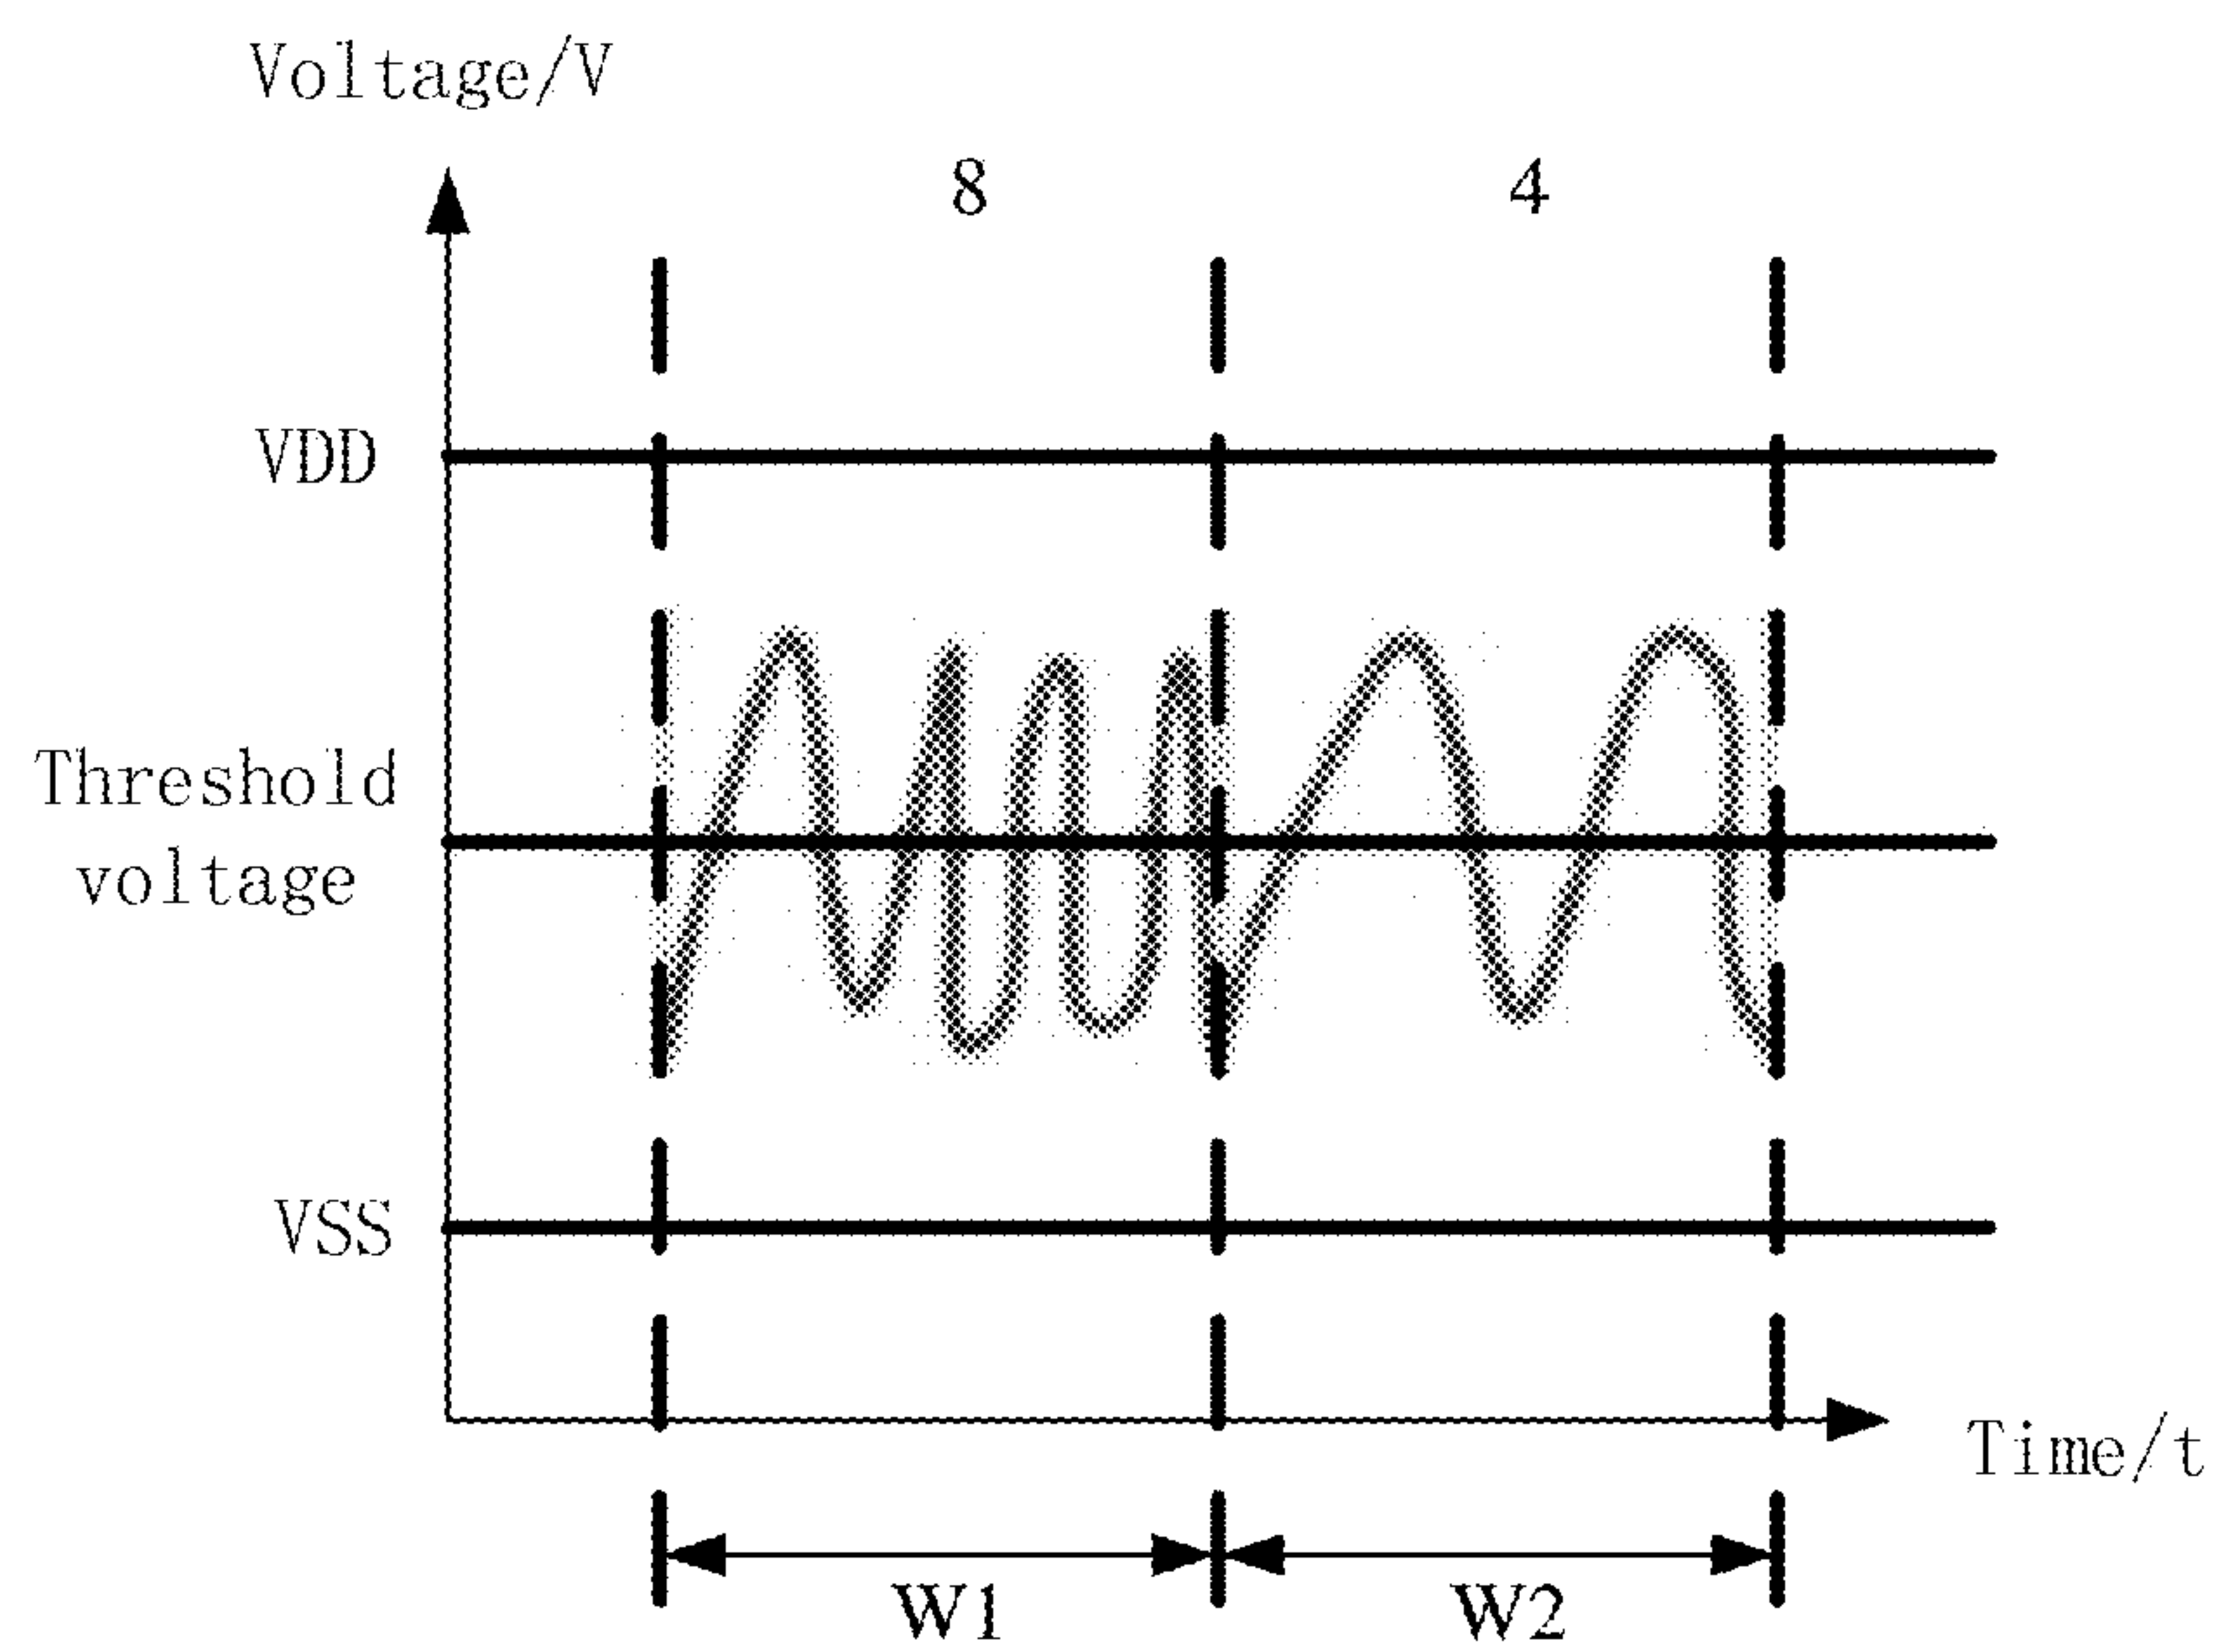 Voltage/V
8
4
VDD
Threshold
voltage
VSS
Time/t
W1
W2